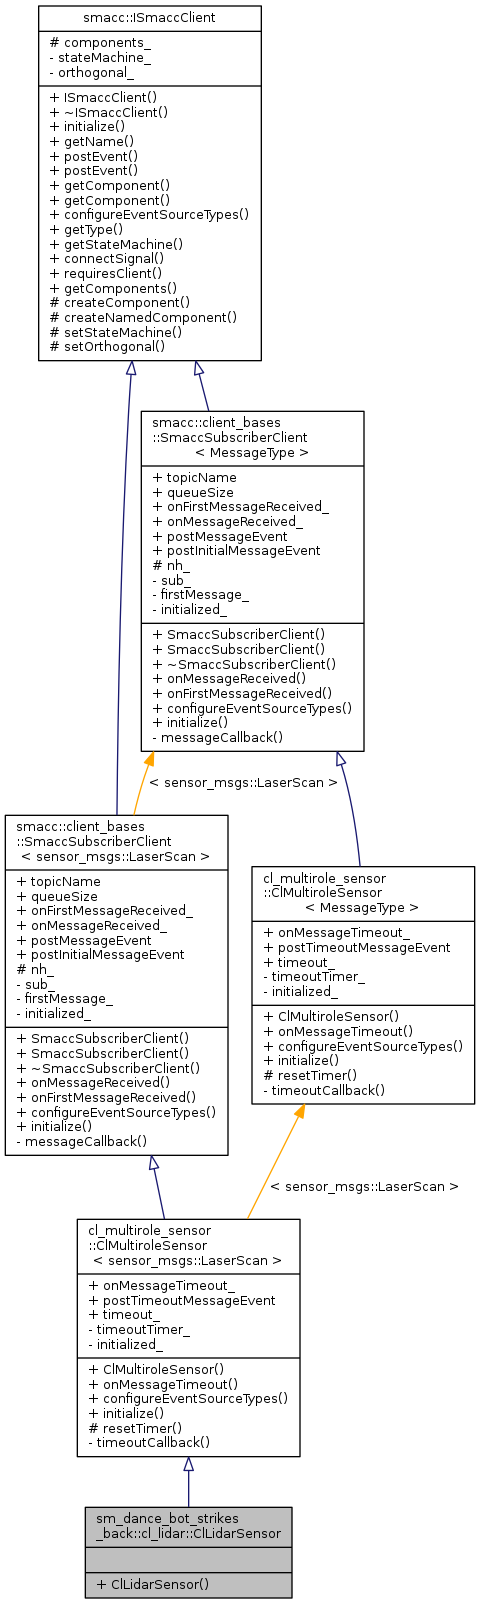 smacc::ISmaccClient
# components_
- stateMachine_
- orthogonal_
+ ISmaccClient()
+ ~ISmaccClient()
+ initialize()
+ getName()
+ postEvent()
+ postEvent()
+ getComponent()
+ getComponent()
+ configureEventSourceTypes()
+ getType()
+ getStateMachine()
+ connectSignal()
+ requiresClient()
+ getComponents()
# createComponent()
# createNamedComponent()
# setStateMachine()
# setOrthogonal()
smacc::client_bases
::SmaccSubscriberClient
< MessageType >
+ topicName
+ queueSize
+ onFirstMessageReceived_
+ onMessageReceived_
+ postMessageEvent
+ postInitialMessageEvent
# nh_
- sub_
- firstMessage_
- initialized_
+ SmaccSubscriberClient()
+ SmaccSubscriberClient()
+ ~SmaccSubscriberClient()
+ onMessageReceived()
+ onFirstMessageReceived()
+ configureEventSourceTypes()
+ initialize()
- messageCallback()
< sensor_msgs::LaserScan >
smacc::client_bases
::SmaccSubscriberClient
< sensor_msgs::LaserScan >
+ topicName
+ queueSize
+ onFirstMessageReceived_
+ onMessageReceived_
+ postMessageEvent
+ postInitialMessageEvent
# nh_
- sub_
- firstMessage_
- initialized_
+ SmaccSubscriberClient()
+ SmaccSubscriberClient()
+ ~SmaccSubscriberClient()
+ onMessageReceived()
+ onFirstMessageReceived()
+ configureEventSourceTypes()
+ initialize()
- messageCallback()
cl_multirole_sensor
::ClMultiroleSensor
< MessageType >
+ onMessageTimeout_
+ postTimeoutMessageEvent
+ timeout_
- timeoutTimer_
- initialized_
+ ClMultiroleSensor()
+ onMessageTimeout()
+ configureEventSourceTypes()
+ initialize()
# resetTimer()
- timeoutCallback()
< sensor_msgs::LaserScan >
cl_multirole_sensor
::ClMultiroleSensor
< sensor_msgs::LaserScan >
+ onMessageTimeout_
+ postTimeoutMessageEvent
+ timeout_
- timeoutTimer_
- initialized_
+ ClMultiroleSensor()
+ onMessageTimeout()
+ configureEventSourceTypes()
+ initialize()
# resetTimer()
- timeoutCallback()
sm_dance_bot_strikes
_back::cl_lidar::ClLidarSensor
+ ClLidarSensor()